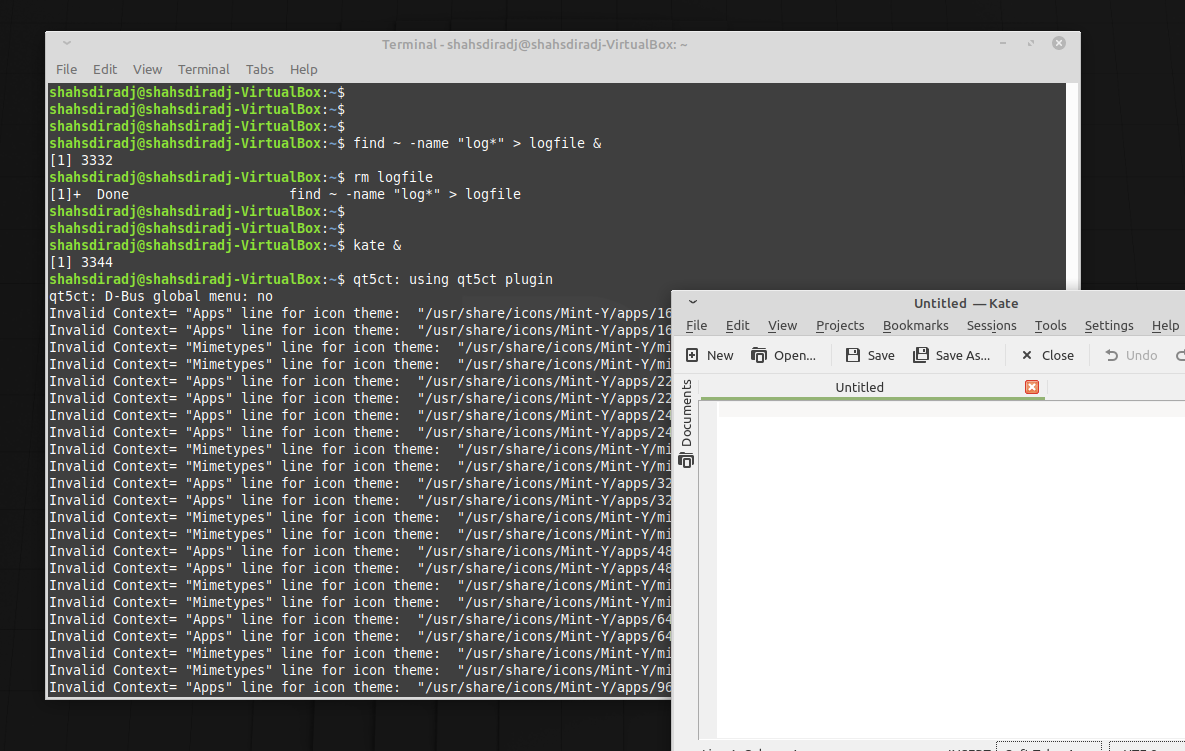 Terminal - shahsdiradj@shahsdiradj-VirtualBox: ~
File Edit View Terminal Tabs Help
shahsdiradj@shahsdiradj-VirtualBox:~$
shahsdiradj@shahsdiradj-VirtualBox:~$
shahsdiradj@shahsdiradj-VirtualBox:~$
shahsdiradj@shahsdiradj-VirtualBox:~$ find ~ -name "log*" > logfile &
[1] 3332
shahsdiradj@shahsdiradj-VirtualBox:~$ rm logfile
[1]+  Done                    find ~ -name "log*" > logfile
shahsdiradj@shahsdiradj-VirtualBox:~$
shahsdiradj@shahsdiradj-VirtualBox:~$
shahsdiradj@shahsdiradj-VirtualBox:~$ kate &
[1] 3344
shahsdiradj@shahsdiradj-VirtualBox:~$ qt5ct: using qt5ct plugin
qt5ct: D-Bus global menu: no
Invalid Context= "Apps" line for icon theme:  "/usr/share/icons/Mint-Y/apps/16
Invalid Context= "Apps" line for icon theme:  "/usr/share/icons/Mint-Y/apps/16
Invalid Context= "Mimetypes" line for icon theme:  "/usr/share/icons/Mint-Y/mi
Invalid Context= "Mimetypes" line for icon theme:  "/usr/share/icons/Mint-Y/mi
Invalid Context= "Apps" line for icon theme:  "/usr/share/icons/Mint-Y/apps/22
Invalid Context= "Apps" line for icon theme:  "/usr/share/icons/Mint-Y/apps/22
Invalid Context= "Apps" line for icon theme:  "/usr/share/icons/Mint-Y/apps/24
Invalid Context= "Apps" line for icon theme:  "/usr/share/icons/Mint-Y/apps/24
Invalid Context= "Mimetypes" line for icon theme:  "/usr/share/icons/Mint-Y/mi
Invalid Context= "Mimetypes" line for icon theme:  "/usr/share/icons/Mint-Y/mi
Invalid Context= "Apps" line for icon theme:  "/usr/share/icons/Mint-Y/apps/32
Invalid Context= "Apps" line for icon theme:  "/usr/share/icons/Mint-Y/apps/32
Invalid Context= "Mimetypes" line for icon theme:  "/usr/share/icons/Mint-Y/mi
Invalid Context= "Mimetypes" line for icon theme:  "/usr/share/icons/Mint-Y/mi
Invalid Context= "Apps" line for icon theme:  "/usr/share/icons/Mint-Y/apps/48
Invalid Context= "Apps" line for icon theme:  "/usr/share/icons/Mint-Y/apps/48
Invalid Context= "Mimetypes" line for icon theme:  "/usr/share/icons/Mint-Y/mi
Invalid Context= "Mimetypes" line for icon theme:  "/usr/share/icons/Mint-Y/mi
Invalid Context= "Apps" line for icon theme:  "/usr/share/icons/Mint-Y/apps/64
Invalid Context= "Apps" line for icon theme:  "/usr/share/icons/Mint-Y/apps/64
Invalid Context= "Mimetypes" line for icon theme:  "/usr/share/icons/Mint-Y/mi
Invalid Context= "Mimetypes" line for icon theme:  "/usr/share/icons/Mint-Y/mi
Invalid Context= "Apps" line for icon theme:  "/usr/share/icons/Mint-Y/apps/96
Untitled — Kate
File Edit View Projects Bookmarks Sessions Tools Settings Help
New Open... Save Save As... Close Undo
Untitled
Documents